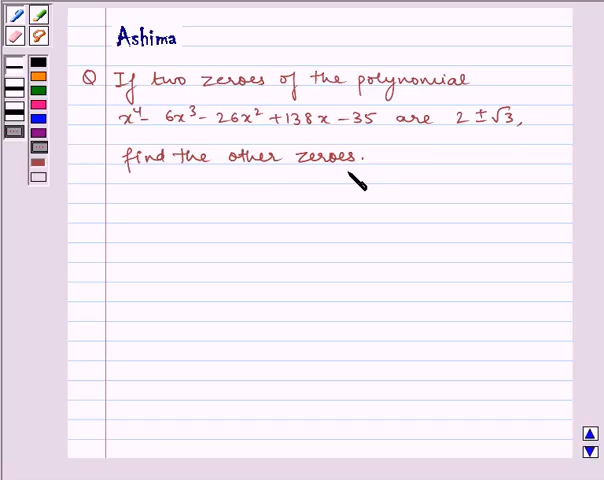 Ashima
Q If two zeroes of the polynomial
x⁴- 6x³ - 26x² + 138x - 35 are 2 ± √3,
find the other zeroes.